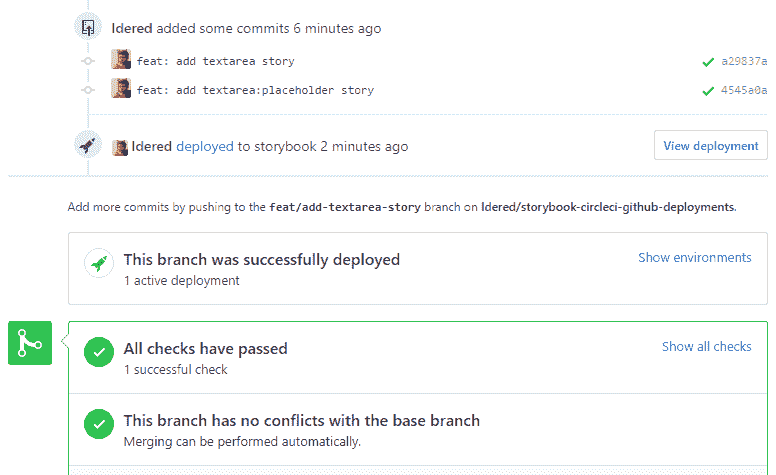 Idered added some commits 6 minutes ago
feat: add textarea story a29837a
feat: add textarea:placeholder story 4545a0a
Idered deployed to storybook 2 minutes ago View deployment
Add more commits by pushing to the feat/add-textarea-story branch on Idered/storybook-circleci-github-deployments.
This branch was successfully deployed
Show environments
1 active deployment
All checks have passed
Show all checks
1 successful check
This branch has no conflicts with the base branch
Merging can be performed automatically.